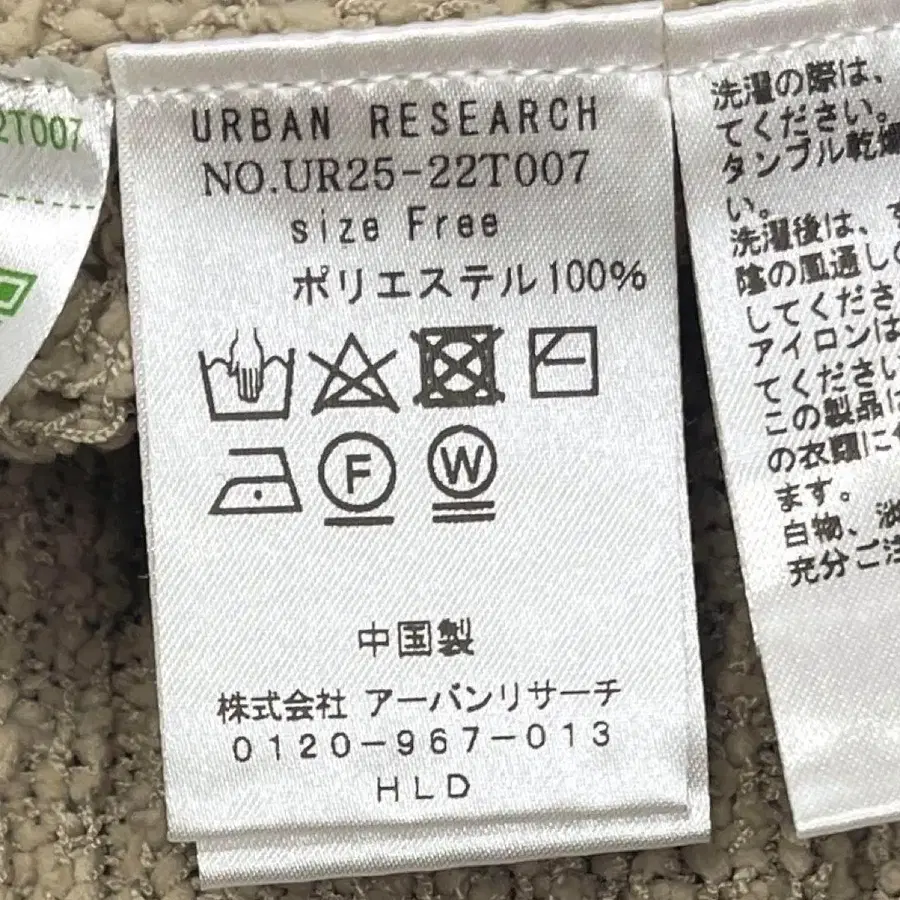 2T007
URBAN RESEARCH
NO.UR25-22T007
size Free
ポリエステル100%
F
W
中国製
株式会社 アーバンリサーチ
0120-967-013
HLD
洗濯の際は、
てください。
タンブル乾燥
い。
洗濯後は、
陰の風通しの
してくださ
アイロンは
てください
この製品は
の衣類に
ます。
白物、淡
充分ご注